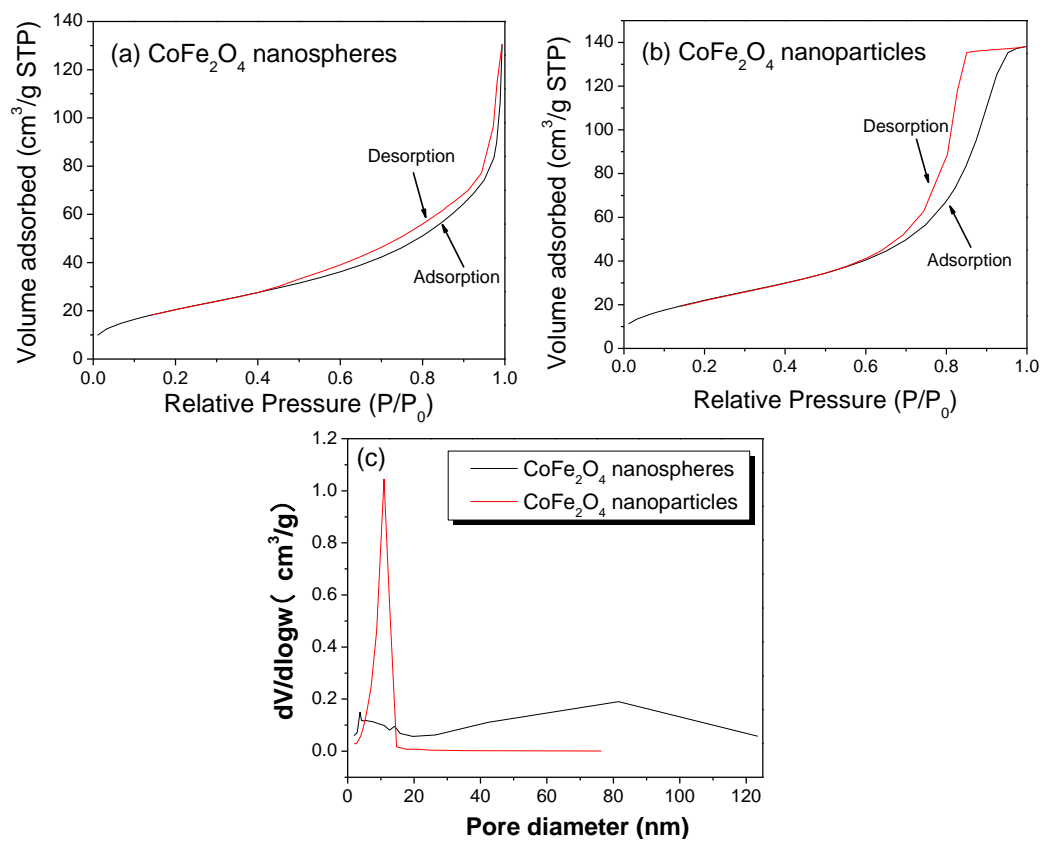 (a) CoFe₂O₄ nanospheres
Volume adsorbed (cm³/g STP)
140
120
100
80
60
40
20
0
Desorption
Adsorption
0.0 0.2 0.4 0.6 0.8 1.0
Relative Pressure (P/P₀)
(b) CoFe₂O₄ nanoparticles
Volume adsorbed (cm³/g STP)
140
120
100
80
60
40
20
0
Desorption
Adsorption
0.0 0.2 0.4 0.6 0.8 1.0
Relative Pressure (P/P₀)
(c)
CoFe₂O₄ nanospheres
CoFe₂O₄ nanoparticles
dV/dlogw( cm³/g)
1.2
1.0
0.8
0.6
0.4
0.2
0.0
0 20 40 60 80 100 120
Pore diameter (nm)